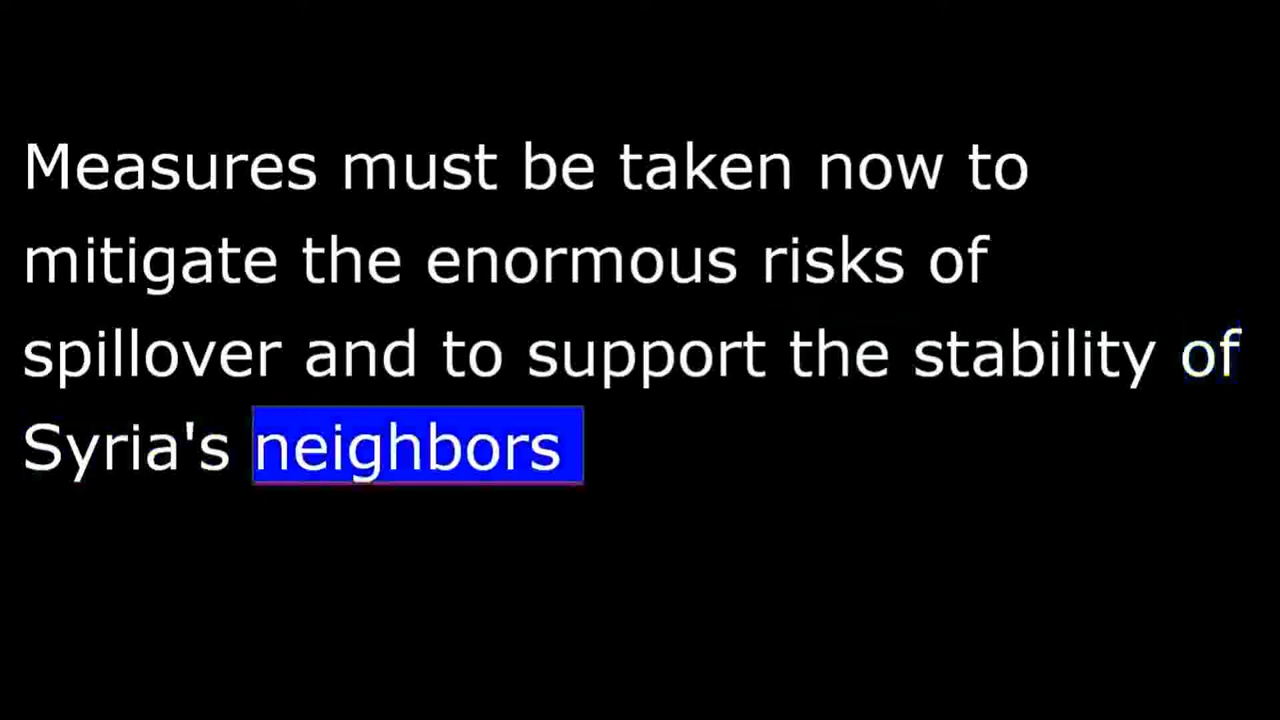 Measures must be taken now to
mitigate the enormous risks of
spillover and to support the stability of
Syria's neighbors